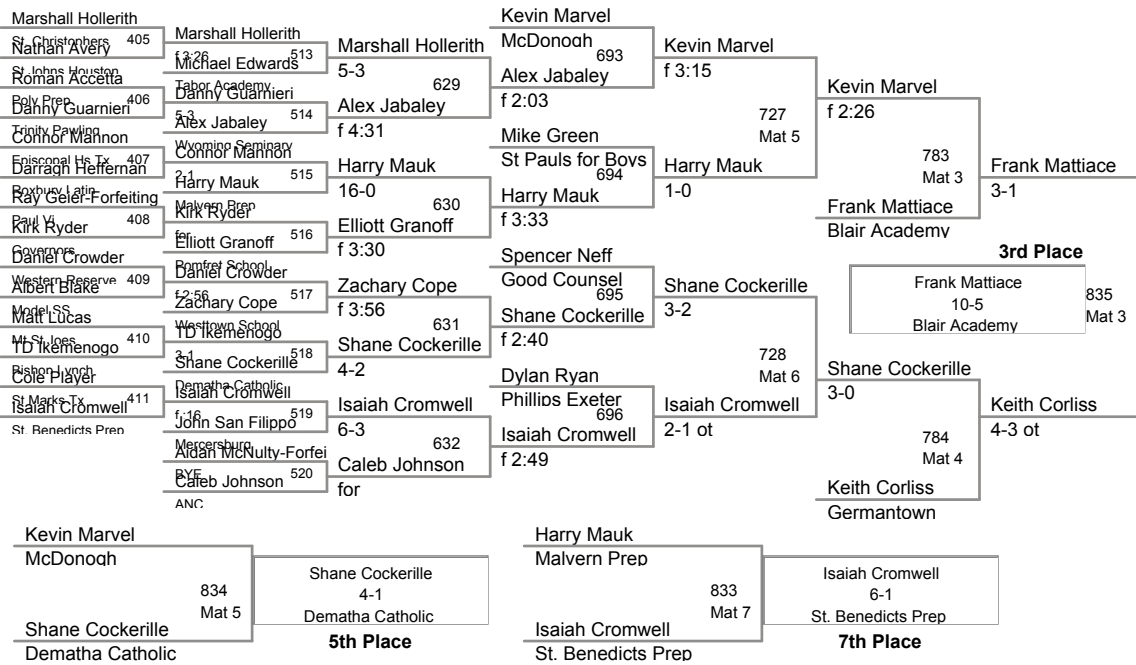 Marshall Hollerith
St. Christophers
405
Nathan Avery
St. Johns Houston
Roman Accetta
Poly Prep
406
Danny Guarnieri
Trinity Pawling
Connor Mannon
Episcopal Hs Tx
407
Darragh Heffernan
Roxbury Latin
Ray Geier-Forfeiting
Paul Vi
408
Kirk Ryder
Governors
Daniel Crowder
Western Reserve
409
Albert Blake
Model SS
Matt Lucas
Mt St Joes
410
TD Ikemenogo
Bishop Lynch
Cole Player
St Marks Tx
411
Isaiah Cromwell
St. Benedicts Prep
Marshall Hollerith
f 3:26
513
Michael Edwards
Tabor Academy
Danny Guarnieri
5-3
514
Alex Jabaley
Wyoming Seminary
Connor Mannon
2-1
515
Harry Mauk
Malvern Prep
Kirk Ryder
for
516
Elliott Granoff
Pomfret School
Daniel Crowder
f 2:56
517
Zachary Cope
Westtown School
TD Ikemenogo
3-1
518
Shane Cockerille
Dematha Catholic
Isaiah Cromwell
f :16
519
John San Filippo
Mercersburg
Aidan McNulty-Forfei
BYE
520
Caleb Johnson
ANC
Marshall Hollerith
5-3
629
Alex Jabaley
f 4:31
Harry Mauk
16-0
630
Elliott Granoff
f 3:30
Zachary Cope
f 3:56
631
Shane Cockerille
4-2
Isaiah Cromwell
6-3
632
Caleb Johnson
for
Kevin Marvel
McDonogh
693
Alex Jabaley
f 2:03
Mike Green
St Pauls for Boys
694
Harry Mauk
f 3:33
Spencer Neff
Good Counsel
695
Shane Cockerille
f 2:40
Dylan Ryan
Phillips Exeter
696
Isaiah Cromwell
f 2:49
Kevin Marvel
f 3:15
727
Mat 5
Harry Mauk
1-0
Shane Cockerille
3-2
728
Mat 6
Isaiah Cromwell
2-1 ot
Kevin Marvel
f 2:26
783
Mat 3
Frank Mattiace
Blair Academy
Shane Cockerille
3-0
784
Mat 4
Keith Corliss
Germantown
Frank Mattiace
3-1
3rd Place
Frank Mattiace
10-5
Blair Academy
835
Mat 3
Keith Corliss
4-3 ot
Kevin Marvel
McDonogh
834
Mat 5
Shane Cockerille
Dematha Catholic
Shane Cockerille
4-1
Dematha Catholic
5th Place
Harry Mauk
Malvern Prep
833
Mat 7
Isaiah Cromwell
St. Benedicts Prep
Isaiah Cromwell
6-1
St. Benedicts Prep
7th Place